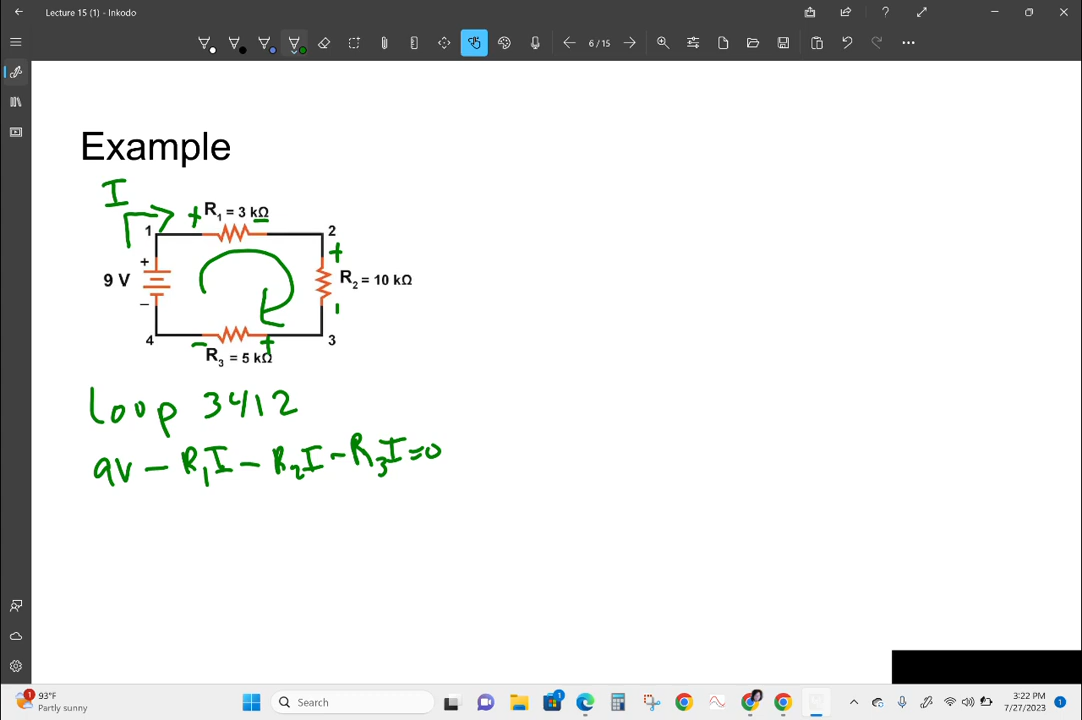 Lecture 15 (1) - Inkodo
6 / 15
Example
I
+ R1 = 3 kΩ
1
2
+
+
9 V
R2 = 10 kΩ
–
4
3
– +
R3 = 5 kΩ
loop 3412
9V – R1I – R2I – R3I = 0
93°F
Partly sunny
Search
3:22 PM
7/27/2023